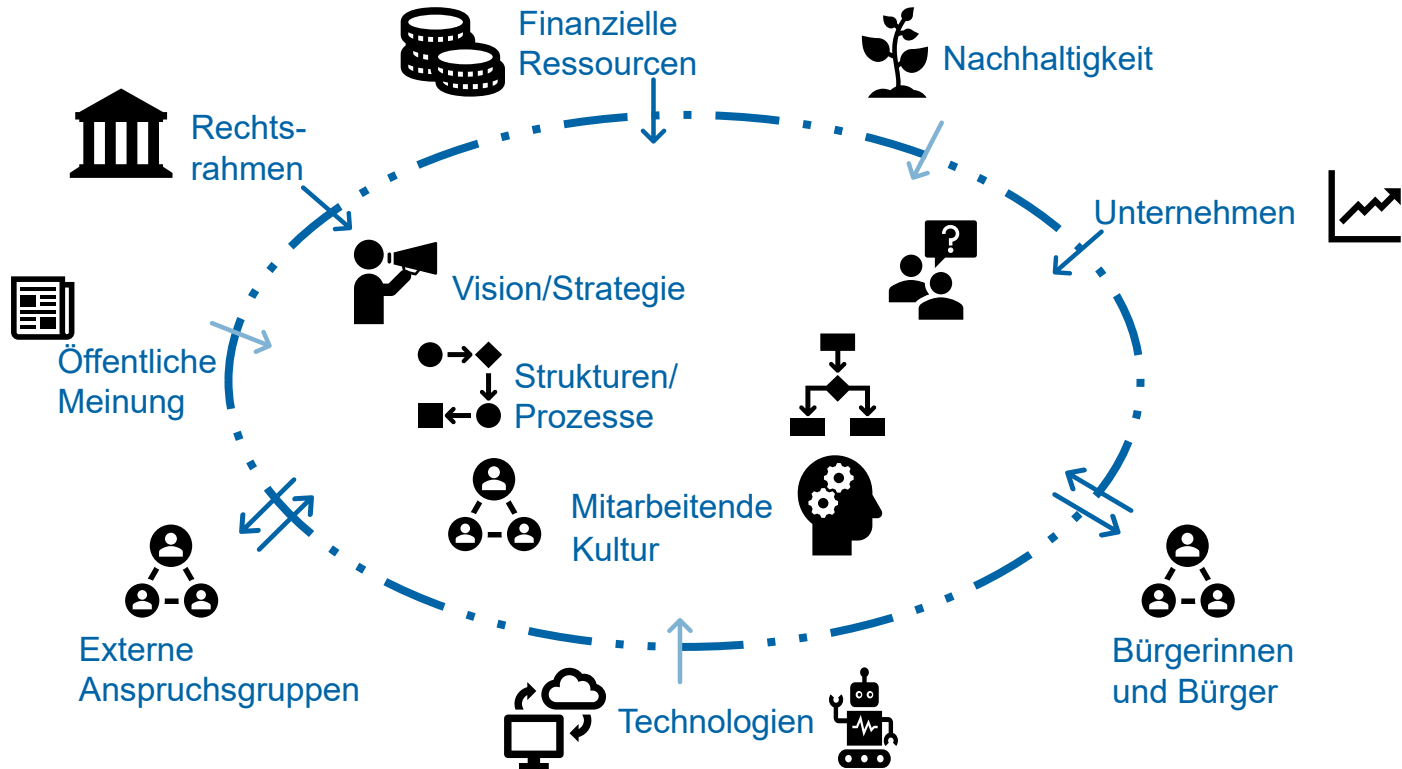 Finanzielle
Ressourcen
Nachhaltigkeit
Rechts-
rahmen
Unternehmen
?
Vision/Strategie
Öffentliche
Meinung
Strukturen/
Prozesse
Mitarbeitende
Kultur
Externe
Anspruchsgruppen
Bürgerinnen
und Bürger
Technologien